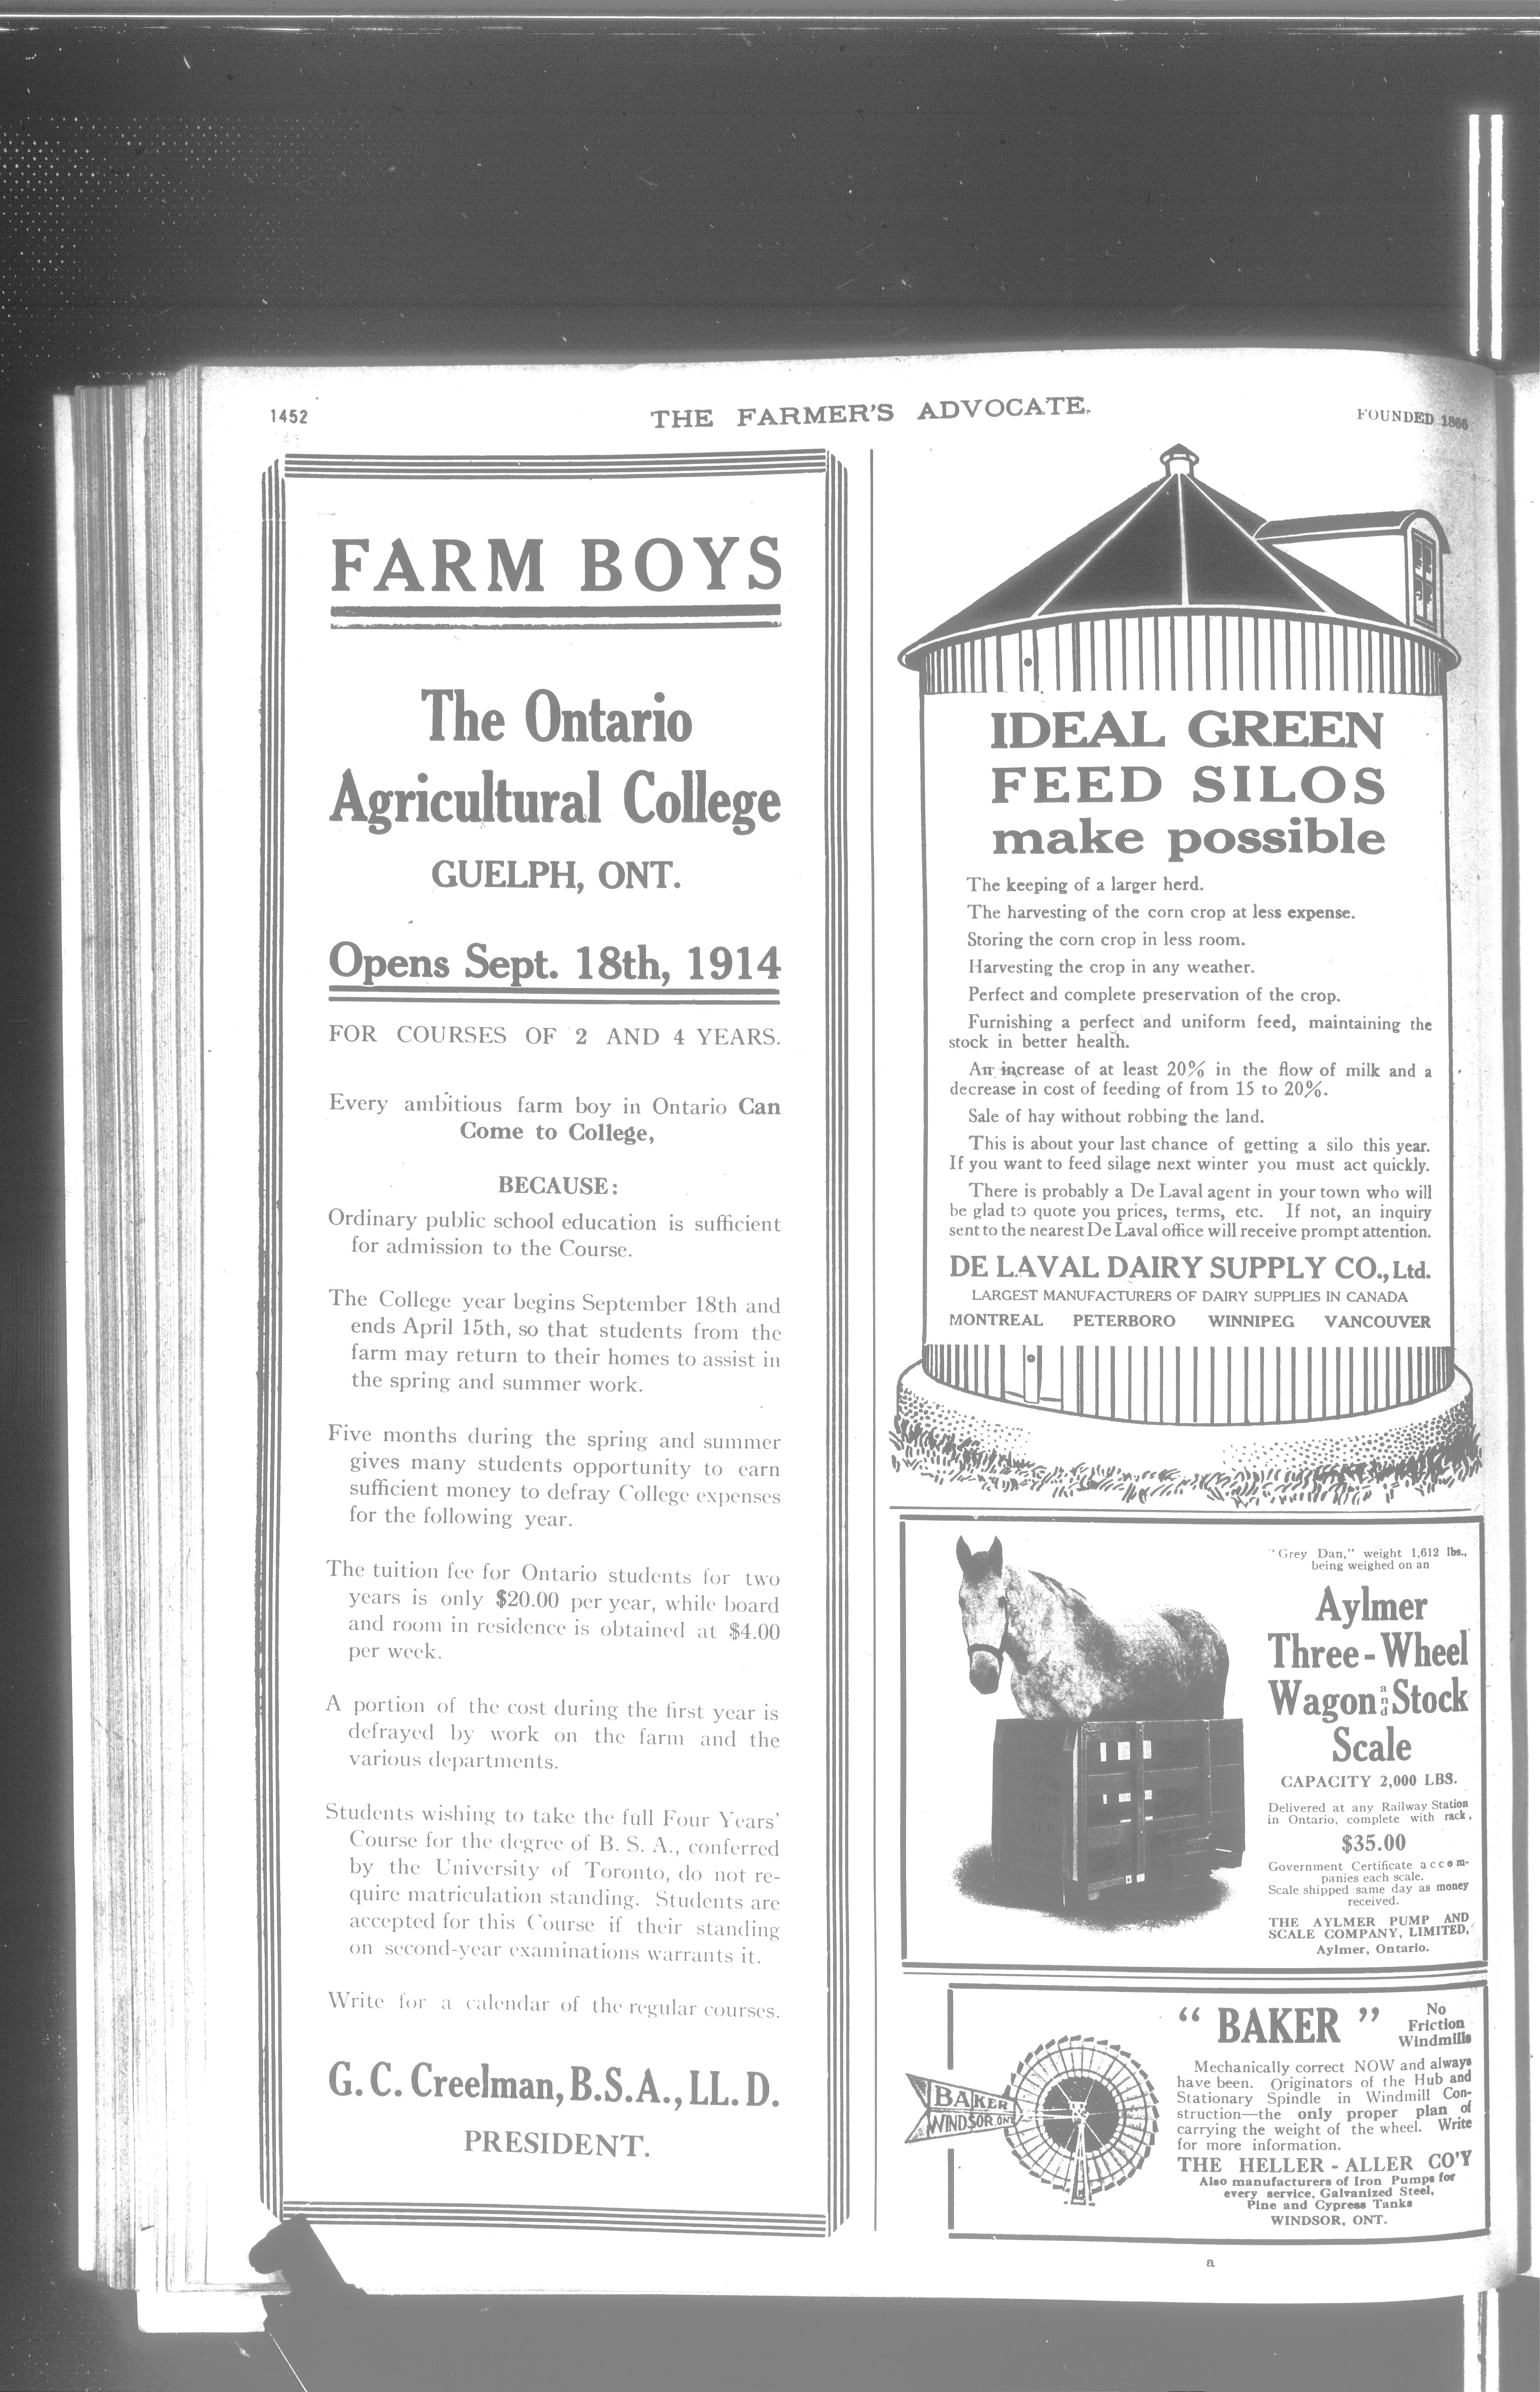 1452
THE FARMER'S ADVOCATE.
FOUNDED 1866
FARM BOYS
The Ontario
Agricultural College
GUELPH, ONT.
Opens Sept. 18th, 1914
FOR COURSES OF 2 AND 4 YEARS.
Every ambitious farm boy in Ontario Can
Come to College,
BECAUSE:
Ordinary public school education is sufficient
for admission to the Course.
The College year begins September 18th and
ends April 15th, so that students from the
farm may return to their homes to assist in
the spring and summer work.
Five months during the spring and summer
gives many students opportunity to earn
sufficient money to defray College expenses
for the following year.
The tuition fee for Ontario students for two
years is only $20.00 per year, while board
and room in residence is obtained at $4.00
per week.
A portion of the cost during the first year is
defrayed by work on the farm and the
various departments.
Students wishing to take the full Four Years'
Course for the degree of B. S. A., conferred
by the University of Toronto, do not re-
quire matriculation standing. Students are
accepted for this Course if their standing
on second-year examinations warrants it.
Write for a calendar of the regular courses.
G. C. Creelman, B.S.A., LL. D.
PRESIDENT.
IDEAL GREEN
FEED SILOS
make possible
The keeping of a larger herd.
The harvesting of the corn crop at less expense.
Storing the corn crop in less room.
Harvesting the crop in any weather.
Perfect and complete preservation of the crop.
Furnishing a perfect and uniform feed, maintaining the
stock in better health.
An increase of at least 20% in the flow of milk and a
decrease in cost of feeding of from 15 to 20%.
Sale of hay without robbing the land.
This is about your last chance of getting a silo this year.
If you want to feed silage next winter you must act quickly.
There is probably a De Laval agent in your town who will
be glad to quote you prices, terms, etc. If not, an inquiry
sent to the nearest De Laval office will receive prompt attention.
DE LAVAL DAIRY SUPPLY CO., Ltd.
LARGEST MANUFACTURERS OF DAIRY SUPPLIES IN CANADA
MONTREAL PETERBORO WINNIPEG VANCOUVER
"Grey Dan," weight 1,612 lbs.,
being weighed on an
Aylmer
Three-Wheel
Wagon and Stock
Scale
CAPACITY 2,000 LBS.
Delivered at any Railway Station
in Ontario, complete with rack,
$35.00
Government Certificate accom-
panies each scale.
Scale shipped same day as money
received.
THE AYLMER PUMP AND
SCALE COMPANY, LIMITED,
Aylmer, Ontario.
BAKER
WINDSOR, ONT.
"BAKER" No
Friction
Windmills
Mechanically correct NOW and always
have been. Originators of the Hub and
Stationary Spindle in Windmill Con-
struction—the only proper plan of
carrying the weight of the wheel. Write
for more information.
THE HELLER-ALLER CO'Y
Also manufacturers of Iron Pumps for
every service, Galvanized Steel,
Pine and Cypress Tanks
WINDSOR, ONT.
a